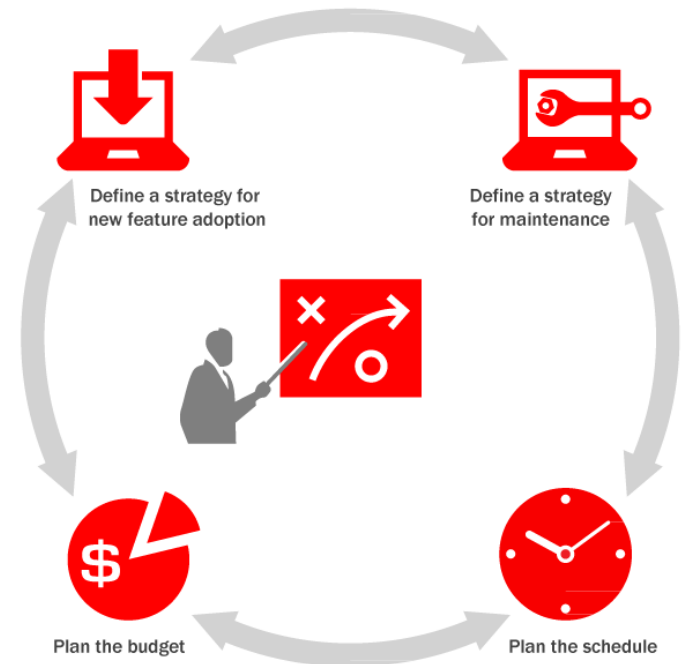 Define a strategy for
new feature adoption
Define a strategy
for maintenance
$
Plan the budget
Plan the schedule